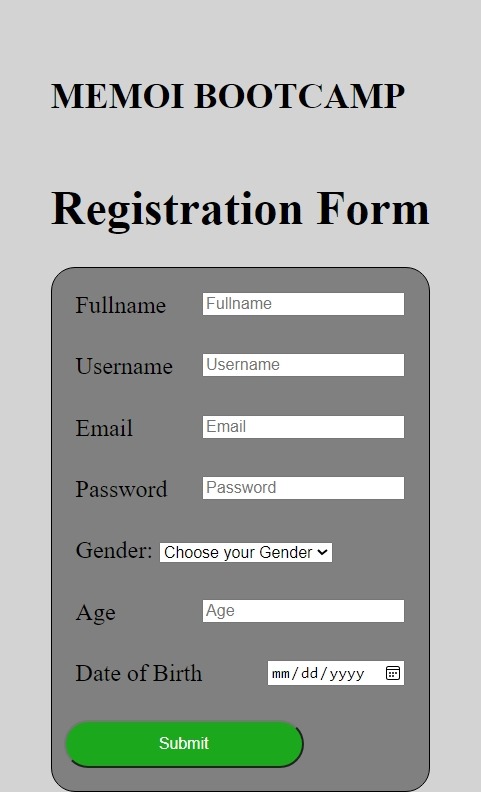 MEMOI BOOTCAMP
Registration Form
Fullname Fullname
Username Username
Email Email
Password Password
Gender: Choose your Gender
Age Age
Date of Birth mm/dd/yyyy
Submit